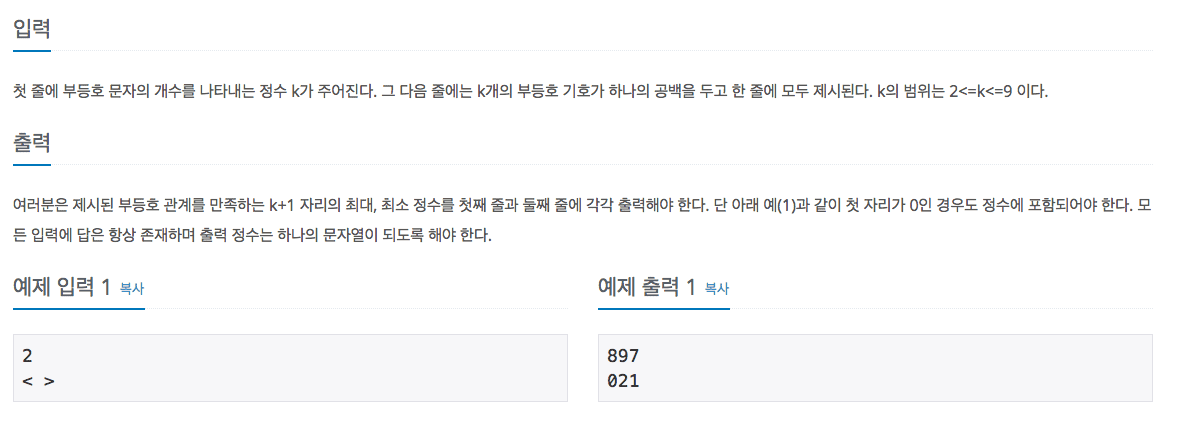 입력
첫 줄에 부등호 문자의 개수를 나타내는 정수 k가 주어진다. 그 다음 줄에는 k개의 부등호 기호가 하나의 공백을 두고 한 줄에 모두 제시된다. k의 범위는 2<=k<=9 이다.
출력
여러분은 제시된 부등호 관계를 만족하는 k+1 자리의 최대, 최소 정수를 첫째 줄과 둘째 줄에 각각 출력해야 한다. 단 아래 예(1)과 같이 첫 자리가 0인 경우도 정수에 포함되어야 한다. 모
든 입력에 답은 항상 존재하며 출력 정수는 하나의 문자열이 되도록 해야 한다.
예제 입력 1 복사
2
< >
예제 출력 1 복사
897
021